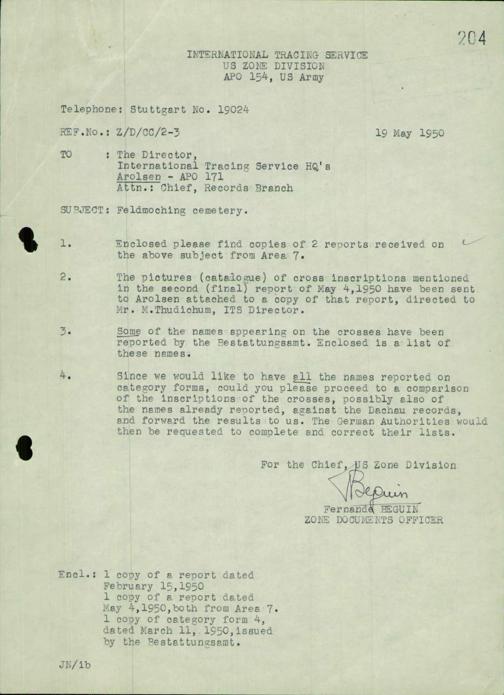 204
INTERNATIONAL TRACING SERVICE
US ZONE DIVISION
APO 154, US Army
Telephone: Stuttgart No. 19024
REF.No.: Z/D/CC/2-3 19 May 1950
TO : The Director,
International Tracing Service HQ's
Arolsen - APO 171
Attn.: Chief, Records Branch
SUBJECT: Feldmoching cemetery.
1. Enclosed please find copies of 2 reports received on
the above subject from Area 7.
2. The pictures (catalogue) of cross inscriptions mentioned
in the second (final) report of May 4,1950 have been sent
to Arolsen attached to a copy of that report, directed to
Mr. M.Thudichum, ITS Director.
3. Some of the names appearing on the crosses have been
reported by the Bestattungsamt. Enclosed is a list of
these names.
4. Since we would like to have all the names reported on
category forms, could you please proceed to a comparison
of the inscriptions of the crosses, possibly also of
the names already reported, against the Dachau records,
and forward the results to us. The German Authorities would
then be requested to complete and correct their lists.
For the Chief, US Zone Division
Beguin
Fernande BEGUIN
ZONE DOCUMENTS OFFICER
Encl.: 1 copy of a report dated
February 15,1950
1 copy of a report dated
May 4,1950,both from Area 7.
1 copy of category form 4,
dated March 11, 1950,issued
by the Bestattungsamt.
JN/ib